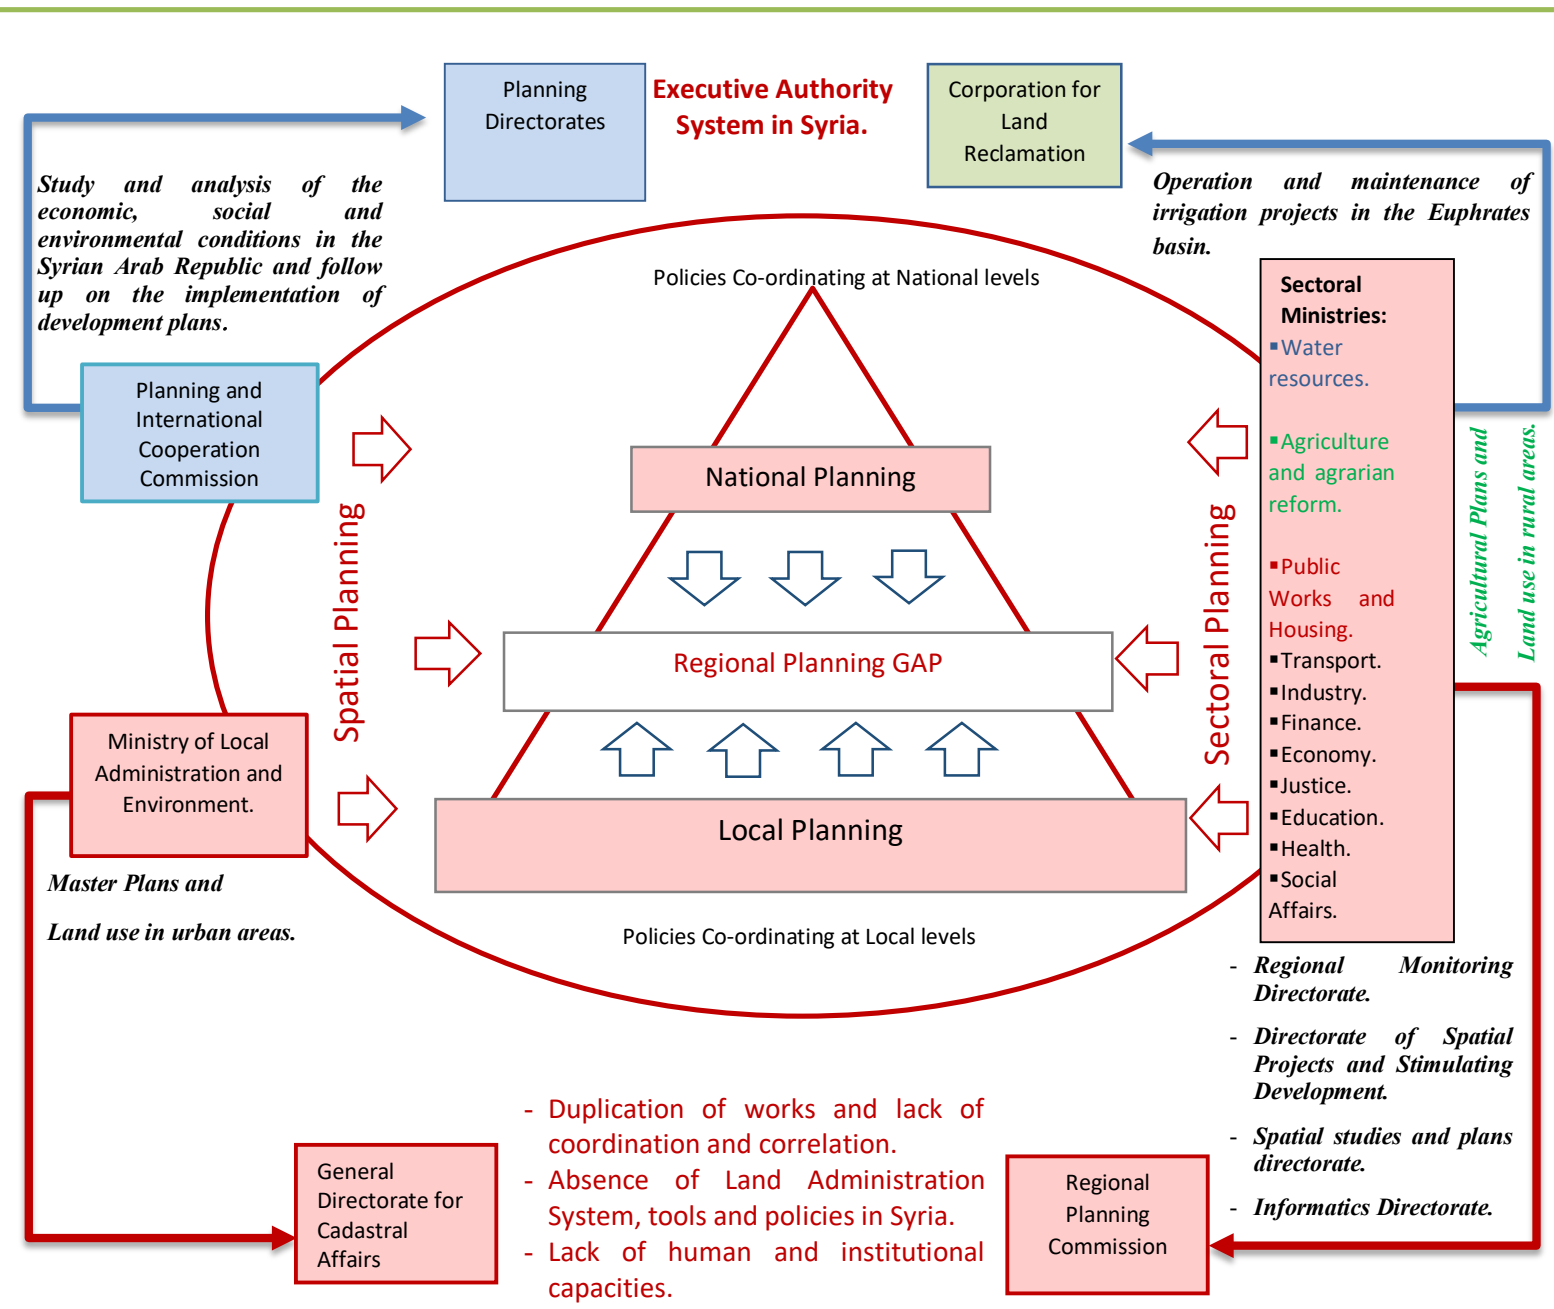 Planning
Directorates
Executive Authority
System in Syria.
Corporation for
Land
Reclamation
Study and analysis of the
economic, social and
environmental conditions in the
Syrian Arab Republic and follow
up on the implementation of
development plans.
Operation and maintenance of
irrigation projects in the Euphrates
basin.
Policies Co-ordinating at National levels
Planning and
International
Cooperation
Commission
Sectoral
Ministries:
▪Water
resources.
▪Agriculture
and agrarian
reform.
▪Public
Works and
Housing.
▪Transport.
▪Industry.
▪Finance.
▪Economy.
▪Justice.
▪Education.
▪Health.
▪Social
Affairs.
Agricultural Plans and
Land use in rural areas.
National Planning
Spatial Planning
Sectoral Planning
Regional Planning GAP
Ministry of Local
Administration and
Environment.
Local Planning
Master Plans and
Land use in urban areas.
Policies Co-ordinating at Local levels
- Regional Monitoring
Directorate.
- Directorate of Spatial
Projects and Stimulating
Development.
- Spatial studies and plans
directorate.
- Informatics Directorate.
General
Directorate for
Cadastral
Affairs
- Duplication of works and lack of
coordination and correlation.
- Absence of Land Administration
System, tools and policies in Syria.
- Lack of human and institutional
capacities.
Regional
Planning
Commission